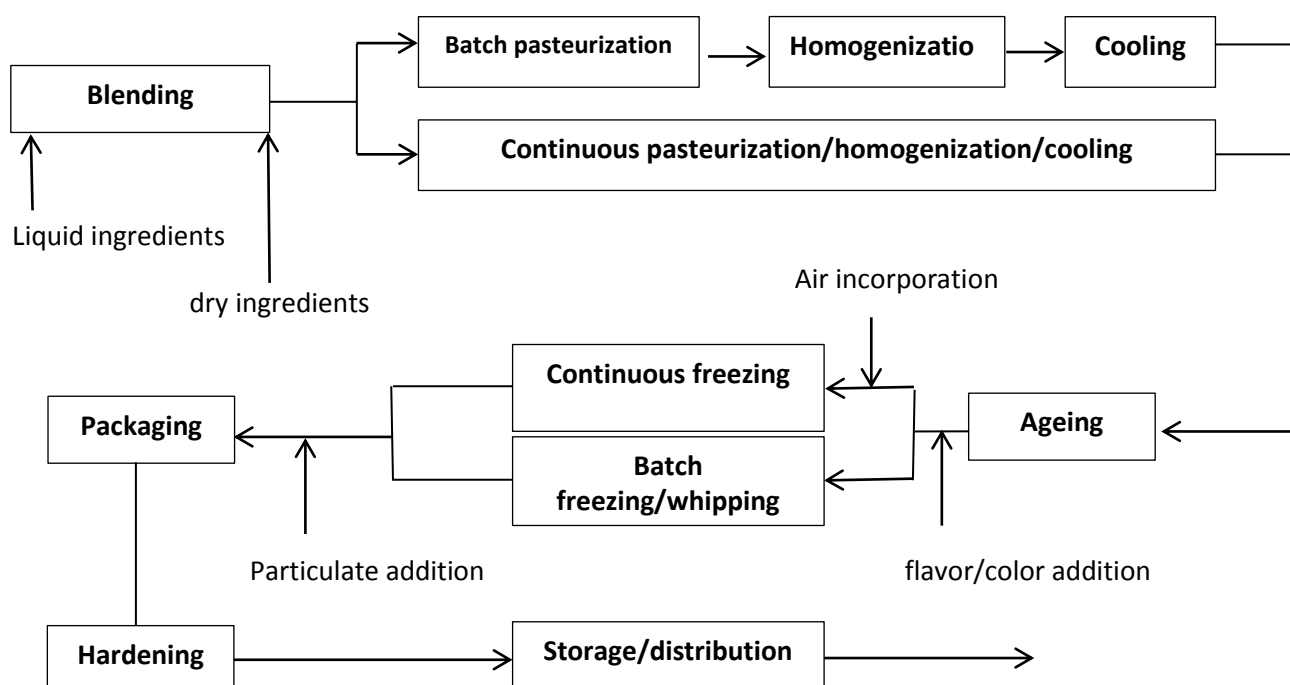 Batch pasteurization
Homogenizatio
Cooling
Blending
Continuous pasteurization/homogenization/cooling
Liquid ingredients
dry ingredients
Air incorporation
Continuous freezing
Packaging
Ageing
Batch
freezing/whipping
Particulate addition
flavor/color addition
Hardening
Storage/distribution